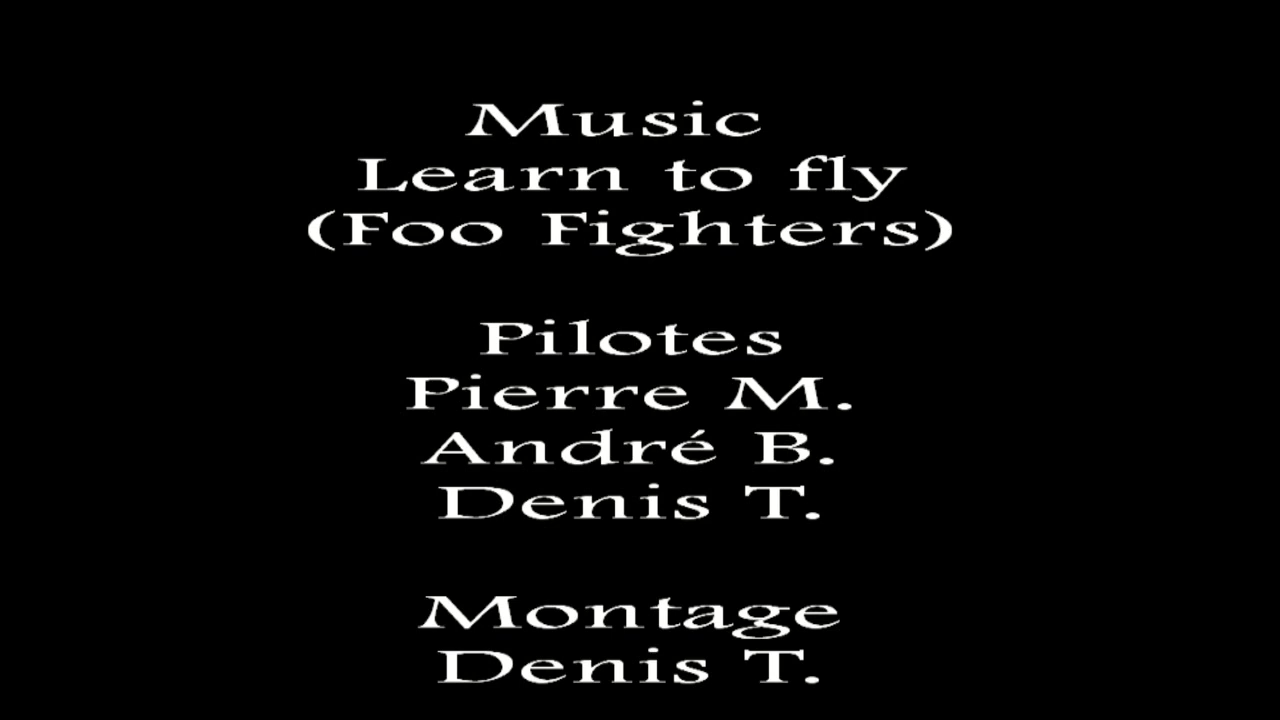 Music
Learn to fly
(Foo Fighters)
Pilotes
Pierre M.
André B.
Denis T.
Montage
Denis T.